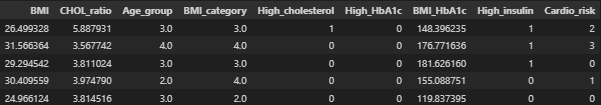 BMI CHOL_ratio Age_group BMI_category High_cholesterol High_HbA1c BMI_HbA1c High_insulin Cardio_risk
26.499328 5.887931 3.0 3.0 1 0 148.396235 1 2
31.566364 3.567742 4.0 4.0 0 0 176.771636 1 3
29.294542 3.811024 3.0 3.0 0 0 181.626160 1 0
30.409559 3.974790 2.0 4.0 0 0 155.088751 0 1
24.966124 3.814516 3.0 2.0 0 0 119.837395 0 0